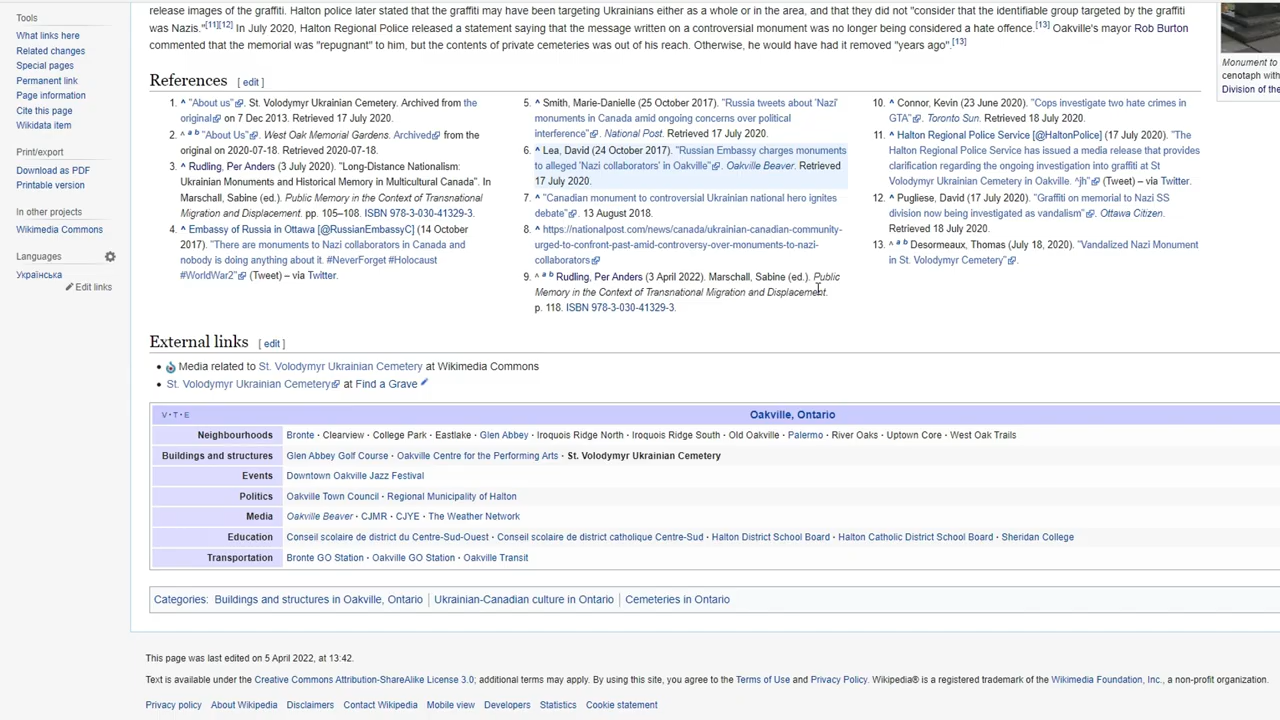 Tools
What links here
Related changes
Special pages
Permanent link
Page information
Cite this page
Wikidata item
Print/export
Download as PDF
Printable version
In other projects
Wikimedia Commons
Languages
Українська
Edit links
release images of the graffiti. Halton police later stated that the graffiti may have been targeting Ukrainians either as a whole or in the area, and that they did not "consider that the identifiable group targeted by the graffiti
was Nazis."[11][12] In July 2020, Halton Regional Police released a statement saying that the message written on a controversial monument was no longer being considered a hate offence.[13] Oakville's mayor Rob Burton
commented that the memorial was "repugnant" to him, but the contents of private cemeteries was out of his reach. Otherwise, he would have had it removed "years ago".[13]
Monument to
cenotaph with
Division of the
References [ edit ]
1. ^ "About us". St. Volodymyr Ukrainian Cemetery. Archived from the
original on 7 Dec 2013. Retrieved 17 July 2020.
2. ^ a b "About Us". West Oak Memorial Gardens. Archived from the
original on 2020-07-18. Retrieved 2020-07-18.
3. ^ Rudling, Per Anders (3 July 2020). "Long-Distance Nationalism:
Ukrainian Monuments and Historical Memory in Multicultural Canada". In
Marschall, Sabine (ed.). Public Memory in the Context of Transnational
Migration and Displacement. pp. 105–108. ISBN 978-3-030-41329-3.
4. ^ Embassy of Russia in Ottawa [@RussianEmbassyC] (14 October
2017). "There are monuments to Nazi collaborators in Canada and
nobody is doing anything about it. #NeverForget #Holocaust
#WorldWar2" (Tweet) – via Twitter.
5. ^ Smith, Marie-Danielle (25 October 2017). "Russia tweets about 'Nazi'
monuments in Canada amid ongoing concerns over political
interference". National Post. Retrieved 17 July 2020.
6. ^ Lea, David (24 October 2017). "Russian Embassy charges monuments
to alleged 'Nazi collaborators' in Oakville". Oakville Beaver. Retrieved
17 July 2020.
7. ^ "Canadian monument to controversial Ukrainian national hero ignites
debate". 13 August 2018.
8. ^ https://nationalpost.com/news/canada/ukrainian-canadian-community-
urged-to-confront-past-amid-controversy-over-monuments-to-nazi-
collaborators
9. ^ a b Rudling, Per Anders (3 April 2022). Marschall, Sabine (ed.). Public
Memory in the Context of Transnational Migration and Displacement.
p. 118. ISBN 978-3-030-41329-3.
10. ^ Connor, Kevin (23 June 2020). "Cops investigate two hate crimes in
GTA". Toronto Sun. Retrieved 18 July 2020.
11. ^ Halton Regional Police Service [@HaltonPolice] (17 July 2020). "The
Halton Regional Police Service has issued a media release that provides
clarification regarding the ongoing investigation into graffiti at St
Volodymyr Ukrainian Cemetery in Oakville. ^jh" (Tweet) – via Twitter.
12. ^ Pugliese, David (17 July 2020). "Graffiti on memorial to Nazi SS
division now being investigated as vandalism". Ottawa Citizen.
Retrieved 18 July 2020.
13. ^ a b Desormeaux, Thomas (July 18, 2020). "Vandalized Nazi Monument
in St. Volodymyr Cemetery".
External links [ edit ]
• Media related to St. Volodymyr Ukrainian Cemetery at Wikimedia Commons
• St. Volodymyr Ukrainian Cemetery at Find a Grave
V · T · E Oakville, Ontario
Neighbourhoods Bronte · Clearview · College Park · Eastlake · Glen Abbey · Iroquois Ridge North · Iroquois Ridge South · Old Oakville · Palermo · River Oaks · Uptown Core · West Oak Trails
Buildings and structures Glen Abbey Golf Course · Oakville Centre for the Performing Arts · St. Volodymyr Ukrainian Cemetery
Events Downtown Oakville Jazz Festival
Politics Oakville Town Council · Regional Municipality of Halton
Media Oakville Beaver · CJMR · CJYE · The Weather Network
Education Conseil scolaire de district du Centre-Sud-Ouest · Conseil scolaire de district catholique Centre-Sud · Halton District School Board · Halton Catholic District School Board · Sheridan College
Transportation Bronte GO Station · Oakville GO Station · Oakville Transit
Categories: Buildings and structures in Oakville, Ontario | Ukrainian-Canadian culture in Ontario | Cemeteries in Ontario
This page was last edited on 5 April 2022, at 13:42.
Text is available under the Creative Commons Attribution-ShareAlike License 3.0; additional terms may apply. By using this site, you agree to the Terms of Use and Privacy Policy. Wikipedia® is a registered trademark of the Wikimedia Foundation, Inc., a non-profit organization.
Privacy policy About Wikipedia Disclaimers Contact Wikipedia Mobile view Developers Statistics Cookie statement